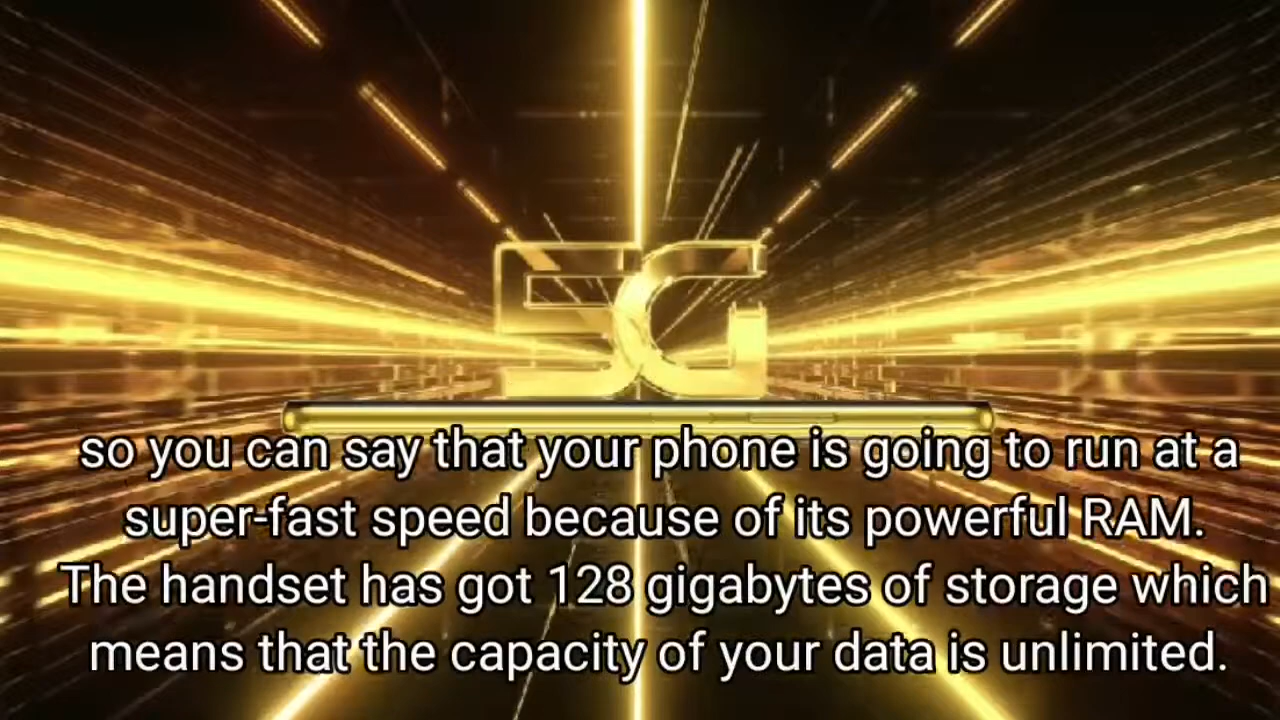 5G
so you can say that your phone is going to run at a
super-fast speed because of its powerful RAM.
The handset has got 128 gigabytes of storage which
means that the capacity of your data is unlimited.